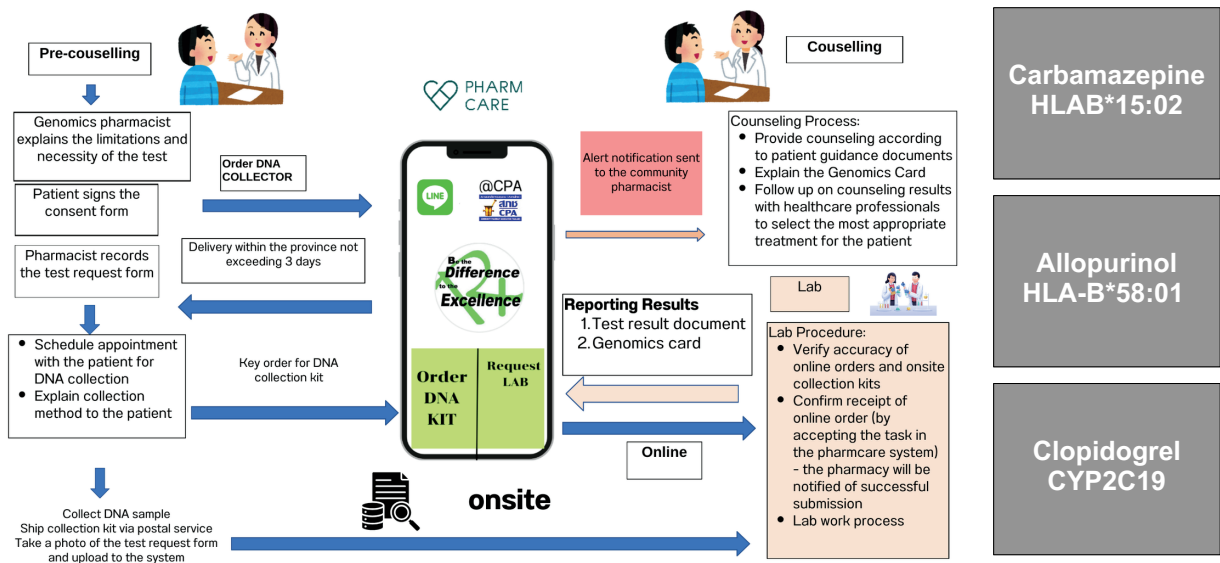 Pre-couselling
Genomics pharmacist
explains the limitations and
necessity of the test
Patient signs the
consent form
Pharmacist records
the test request form
• Schedule appointment
with the patient for
DNA collection
• Explain collection
method to the patient
Collect DNA sample
Ship collection kit via postal service
Take a photo of the test request form
and upload to the system
Order DNA
COLLECTOR
Delivery within the province not
exceeding 3 days
Key order for DNA
collection kit
PHARM
CARE
LINE
@CPA
สภช
CPA
Be the
Difference
to the
Excellence
Order
DNA
KIT
Request
LAB
onsite
Alert notification sent
to the community
pharmacist
Reporting Results
1. Test result document
2. Genomics card
Online
Couselling
Counseling Process:
• Provide counseling according
to patient guidance documents
• Explain the Genomics Card
• Follow up on counseling results
with healthcare professionals
to select the most appropriate
treatment for the patient
Lab
Lab Procedure:
• Verify accuracy of
online orders and onsite
collection kits
• Confirm receipt of
online order (by
accepting the task in
the pharmcare system)
- the pharmacy will be
notified of successful
submission
• Lab work process
Carbamazepine
HLAB*15:02
Allopurinol
HLA-B*58:01
Clopidogrel
CYP2C19